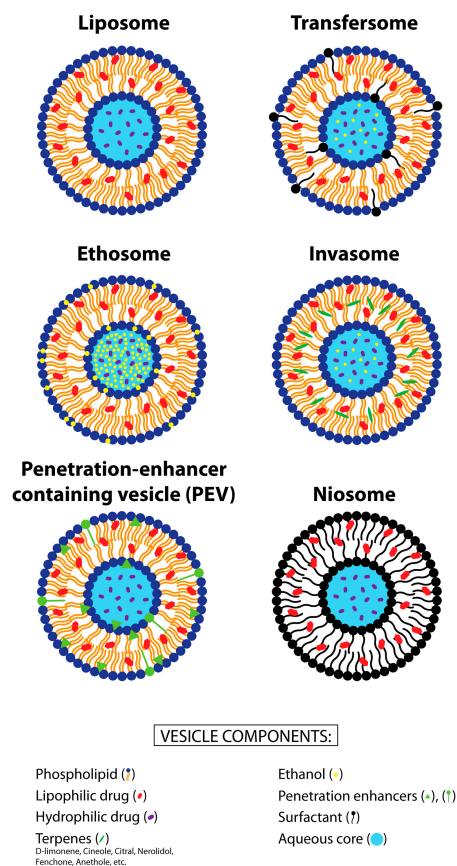 Liposome
Transfersome
Ethosome
Invasome
Penetration-enhancer
containing vesicle (PEV)
Niosome
VESICLE COMPONENTS:
Phospholipid ( )
Lipophilic drug ( )
Hydrophilic drug ( )
Terpenes ( )
D-limonene, Cineole, Citral, Nerolidol,
Fenchone, Anethole, etc.
Ethanol ( )
Penetration enhancers ( ), ( )
Surfactant ( )
Aqueous core ( )